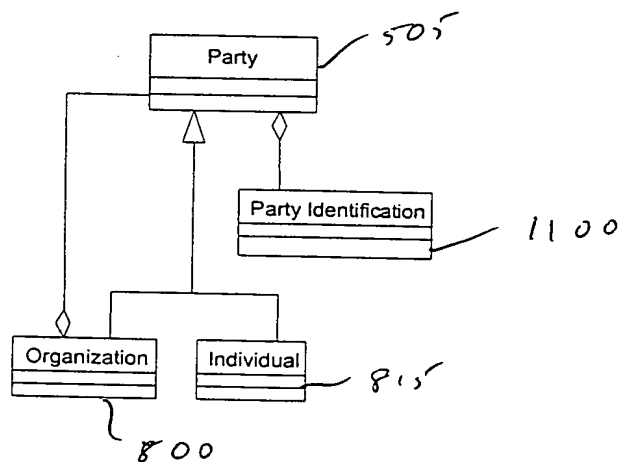 Party
505
Party Identification
1100
Organization
Individual
815
800